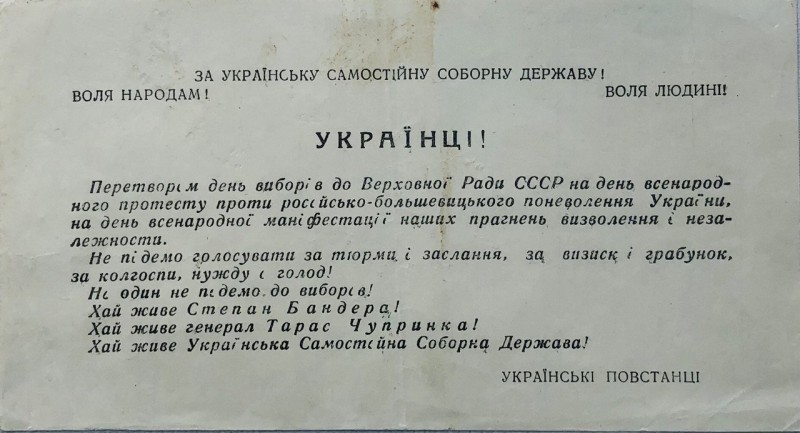 ЗА УКРАЇНСЬКУ САМОСТІЙНУ СОБОРНУ ДЕРЖАВУ!
ВОЛЯ НАРОДАМ! ВОЛЯ ЛЮДИНІ!
УКРАЇНЦІ!
Перетворім день виборів до Верховної Ради СССР на день всенарод-
ного протесту проти російсько-большевицького поневолення України,
на день всенародної маніфестації наших прагнень визволення і неза-
лежности.
Не підемо голосувати за тюрми і заслання, за визиск і грабунок,
за колгоспи, нужду і голод!
Ні один не підемо до виборів!
Хай живе Степан Бандера!
Хай живе генерал Тарас Чупринка!
Хай живе Українська Самостійна Соборна Держава!
УКРАЇНСЬКІ ПОВСТАНЦІ